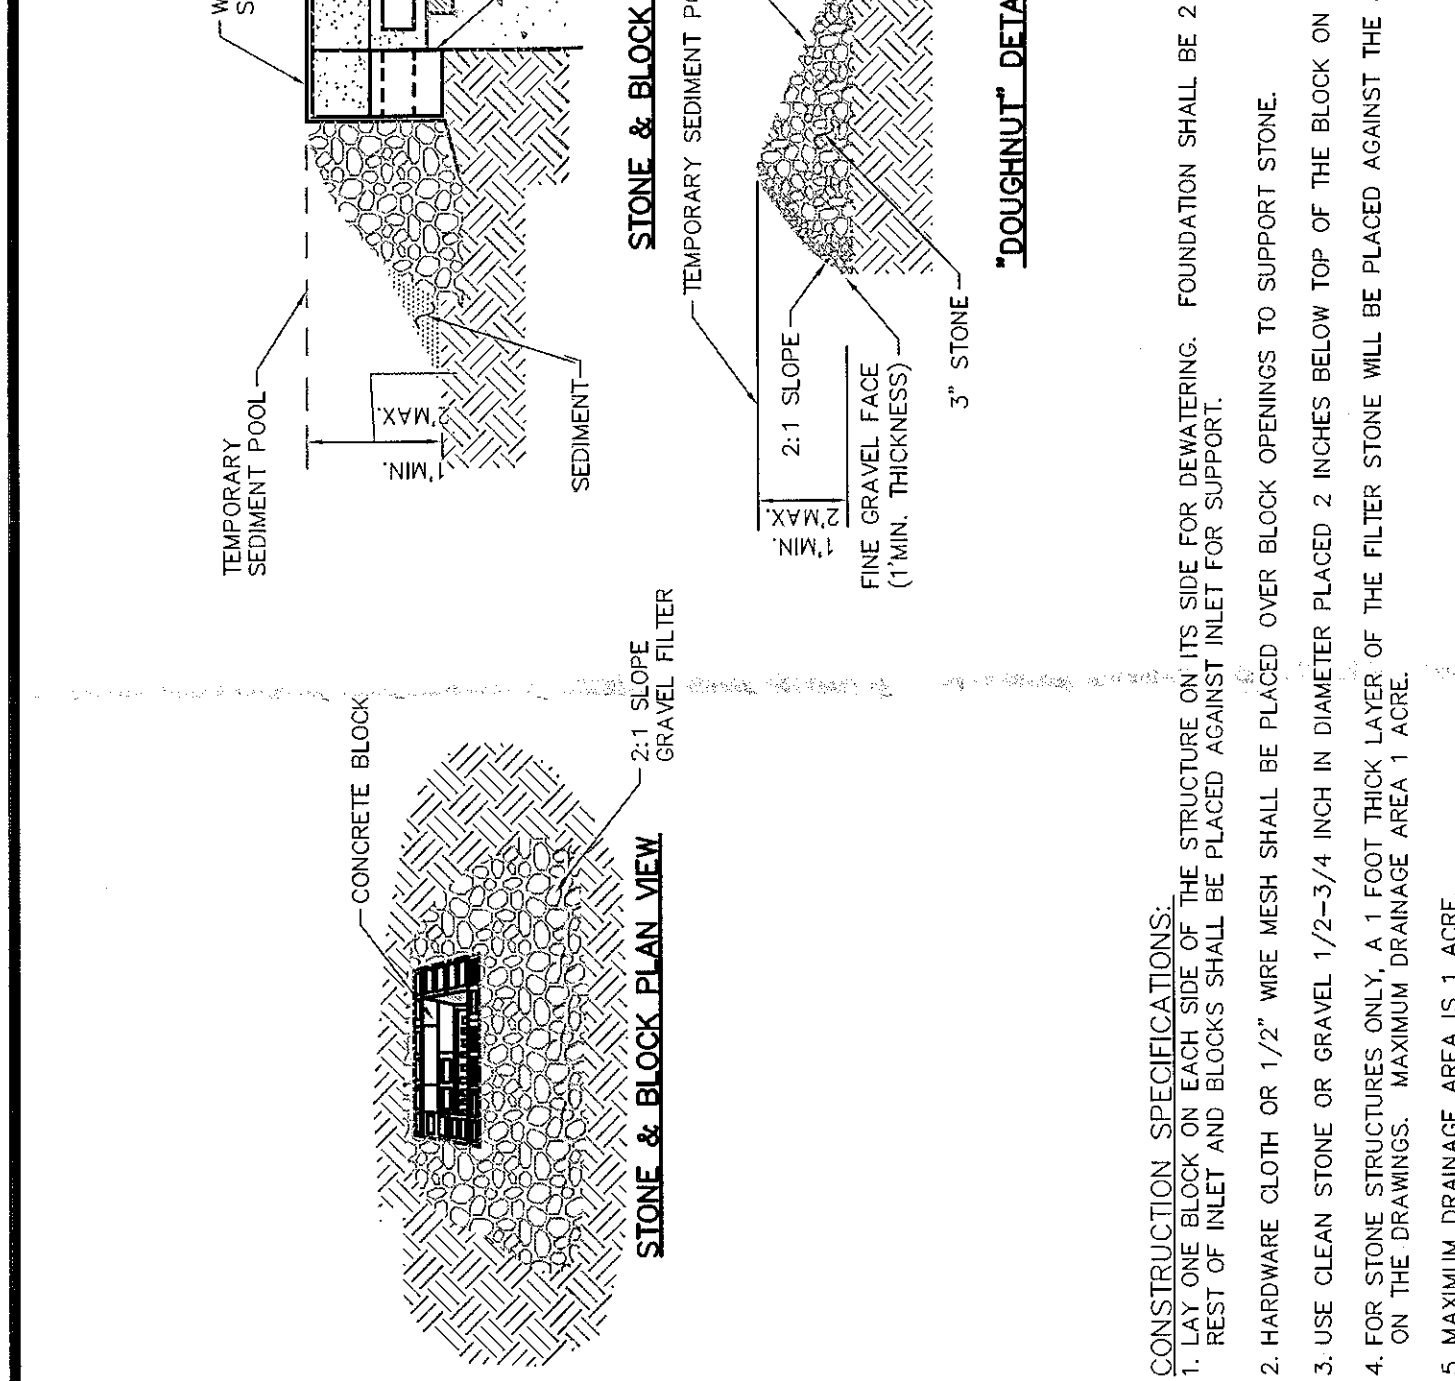 TEMPORARY
SEDIMENT POOL
1'MIN.
2'MAX.
SEDIMENT
STONE & BLOCK
CONCRETE BLOCK
2:1 SLOPE
GRAVEL FILTER
STONE & BLOCK PLAN VIEW
TEMPORARY SEDIMENT
2:1 SLOPE
1'MIN.
2'MAX.
FINE GRAVEL FACE
(1'MIN. THICKNESS)
3" STONE
"DOUGHNUT"
CONSTRUCTION SPECIFICATIONS:
1. LAY ONE BLOCK ON EACH SIDE OF THE STRUCTURE ON ITS SIDE FOR DEWATERING. FOUNDATION SHALL BE 2
REST OF INLET AND BLOCKS SHALL BE PLACED AGAINST INLET FOR SUPPORT.
2. HARDWARE CLOTH OR 1/2" WIRE MESH SHALL BE PLACED OVER BLOCK OPENINGS TO SUPPORT STONE.
3. USE CLEAN STONE OR GRAVEL 1/2-3/4 INCH IN DIAMETER PLACED 2 INCHES BELOW TOP OF THE BLOCK ON
4. FOR STONE STRUCTURES ONLY, A 1 FOOT THICK LAYER OF THE FILTER STONE WILL BE PLACED AGAINST THE
ON THE DRAWINGS. MAXIMUM DRAINAGE AREA 1 ACRE.
5. MAXIMUM DRAINAGE AREA IS 1 ACRE